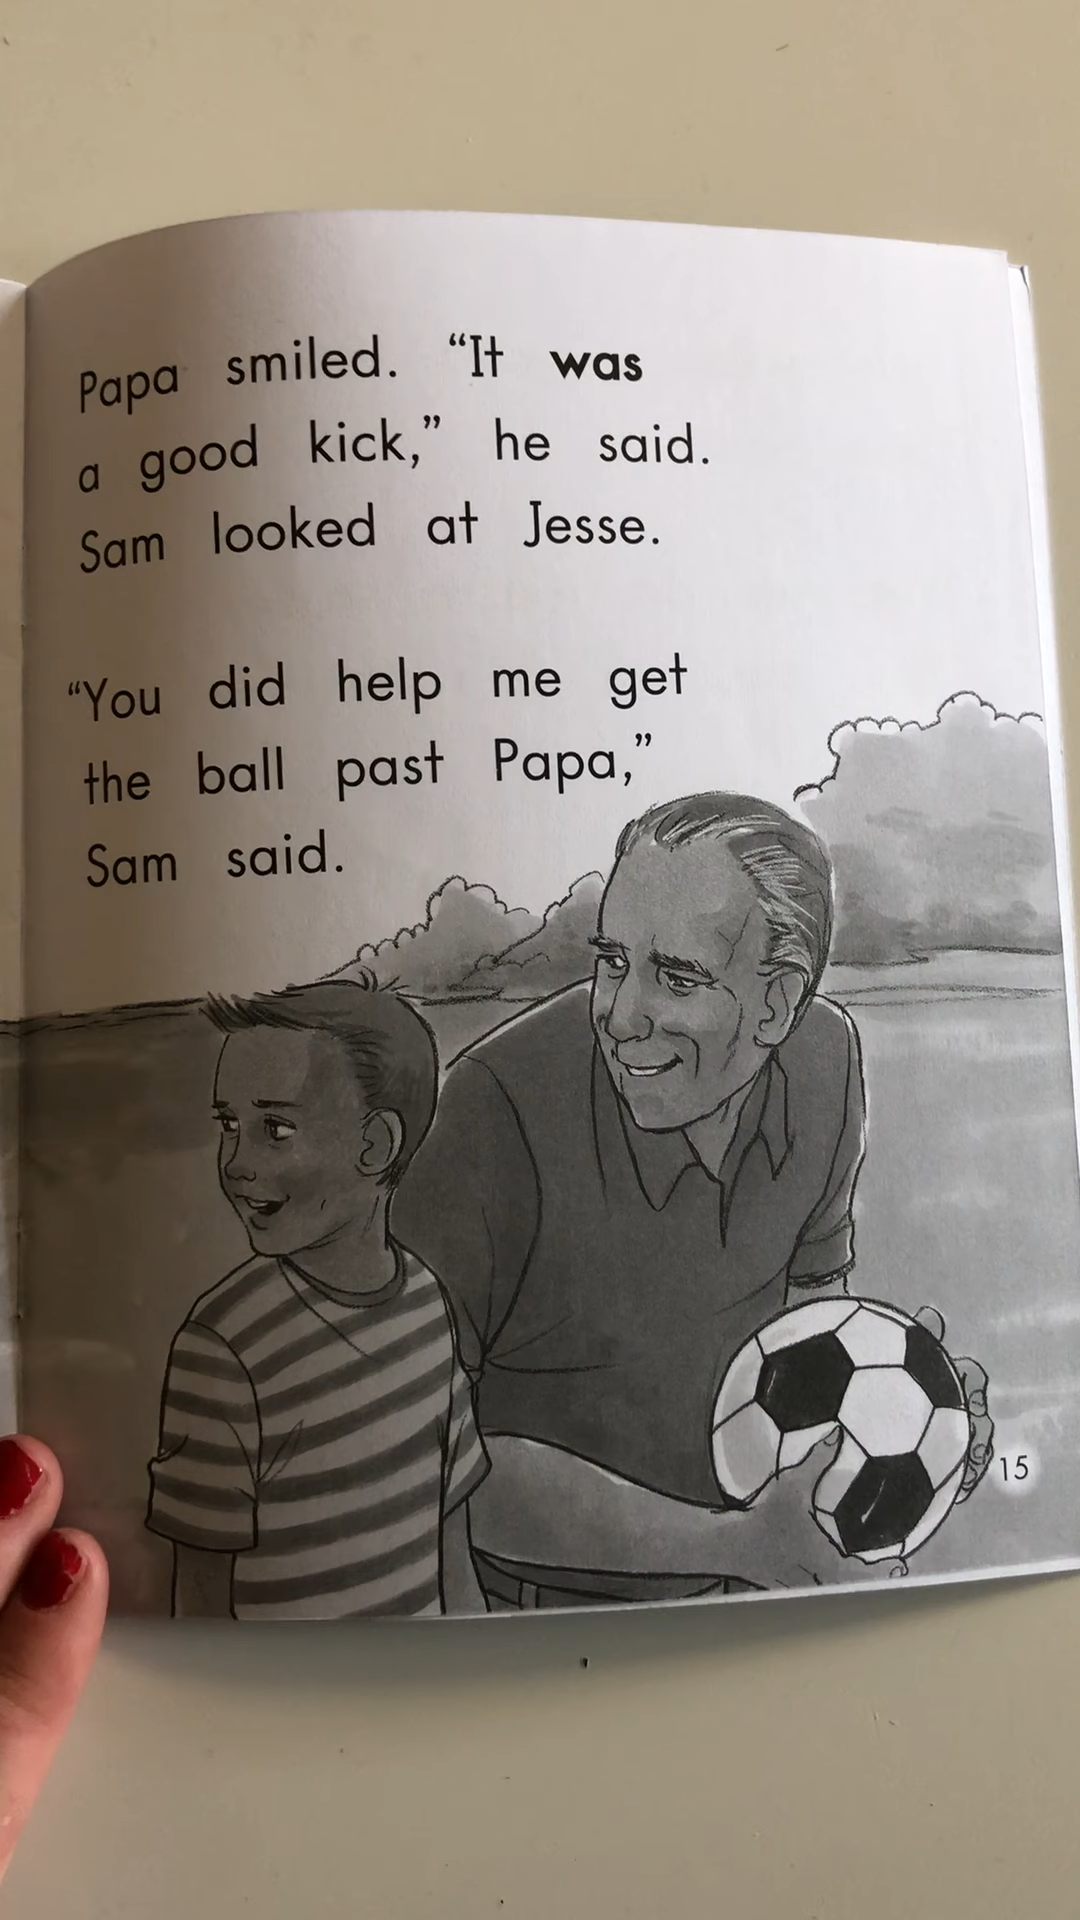 Papa smiled. “It was
a good kick,” he said.
Sam looked at Jesse.
“You did help me get
the ball past Papa,”
Sam said.
15